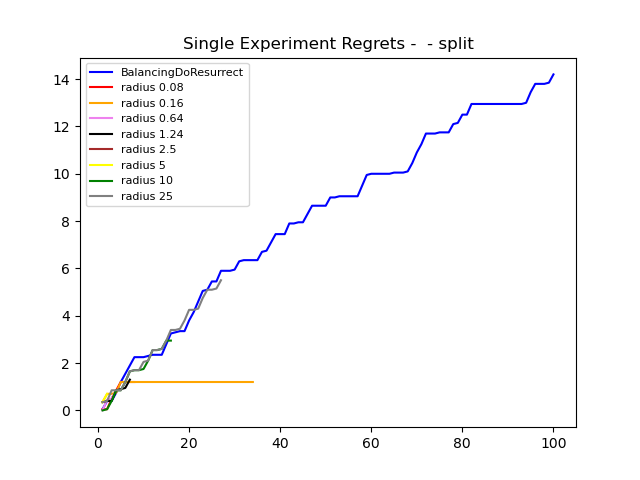 Single Experiment Regrets -  - split
BalancingDoResurrect
radius 0.08
radius 0.16
radius 0.64
radius 1.24
radius 2.5
radius 5
radius 10
radius 25
14
12
10
8
6
4
2
0
0 20 40 60 80 100